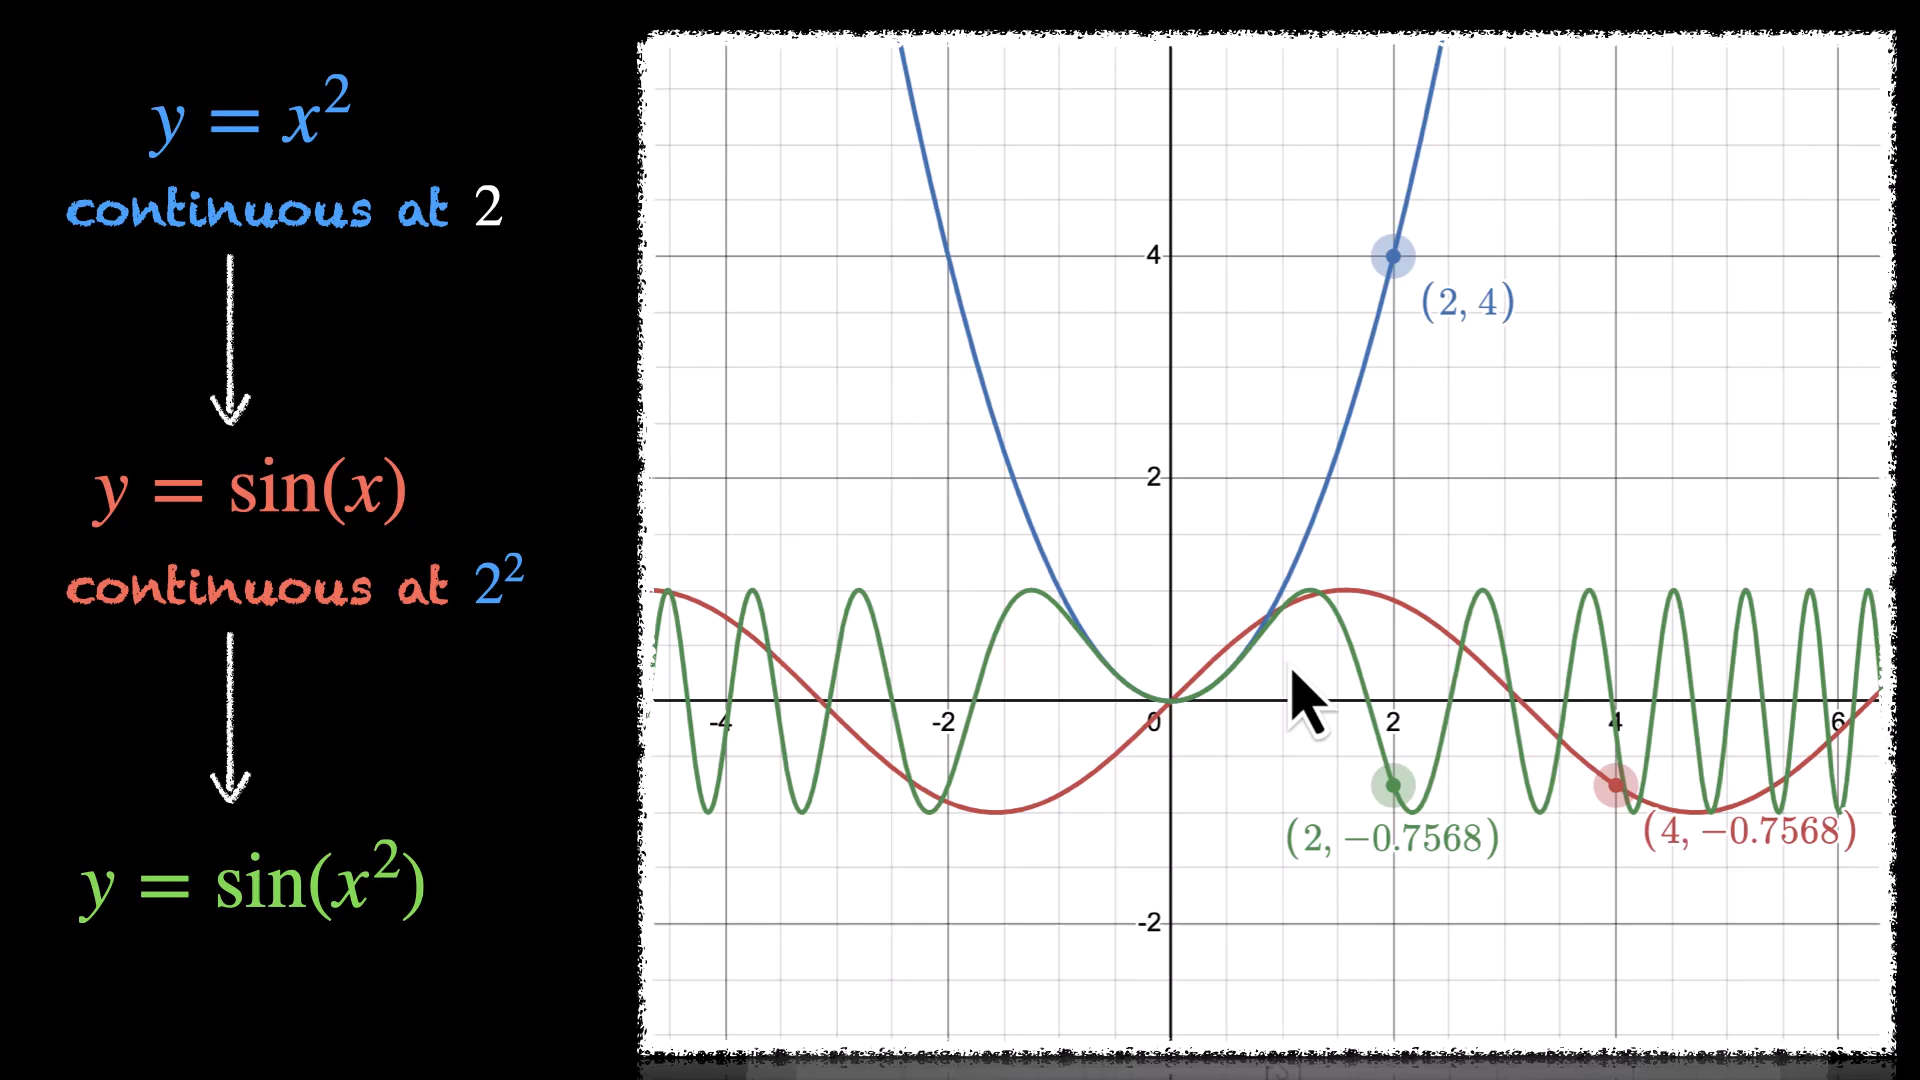 y = x²
continuous at 2
y = sin(x)
continuous at 2²
y = sin(x²)
4
(2, 4)
2
-4 -2 0 2 4 6
(2, −0.7568)
(4, −0.7568)
-2